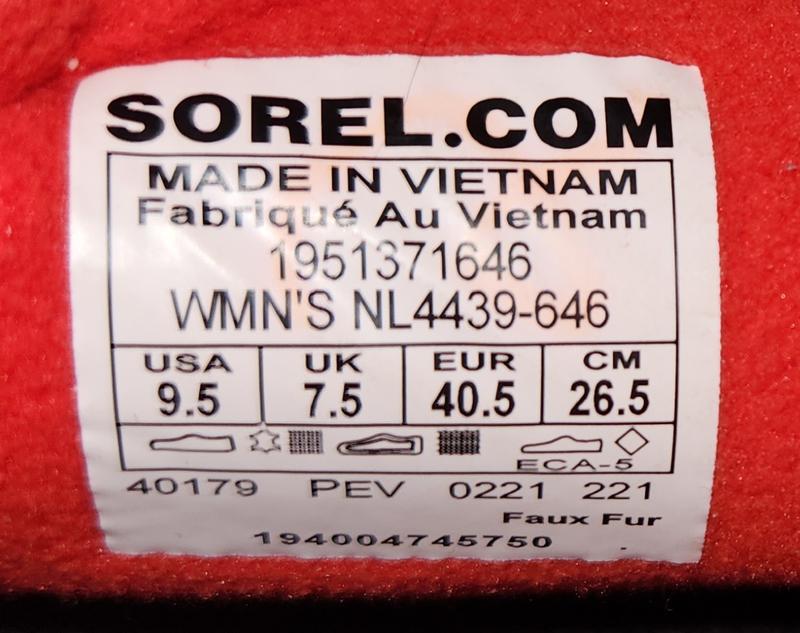 SOREL.COM
MADE IN VIETNAM
Fabriqué Au Vietnam
1951371646
WMN'S NL4439-646
USA UK EUR CM
9.5 7.5 40.5 26.5
ECA-5
40179 PEV 0221 221
Faux Fur
194004745750